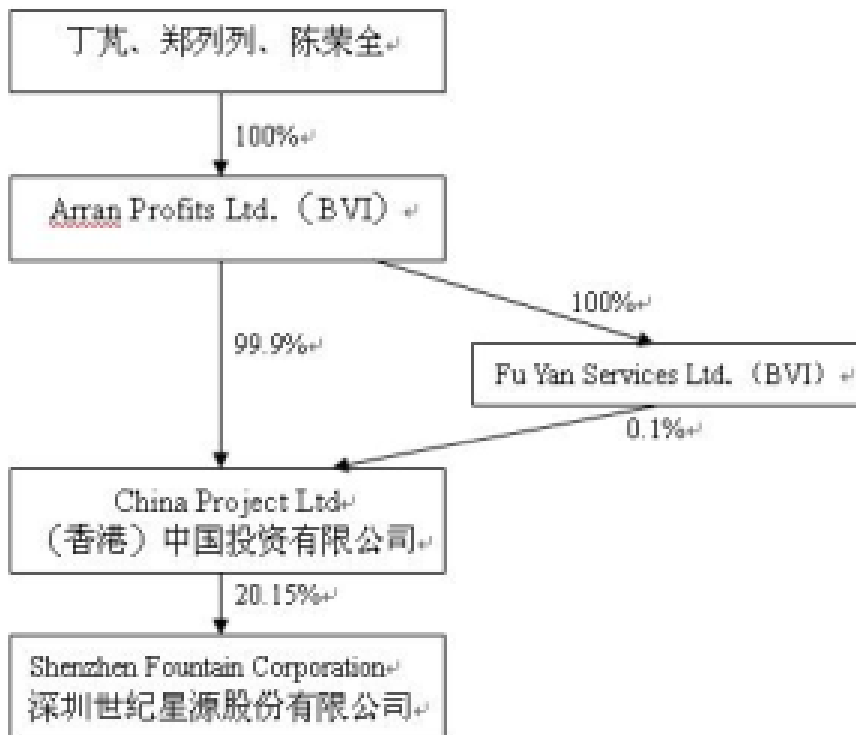 丁芃、郑列列、陈荣全
100%
Arran Profits Ltd.（BVI）
100%
99.9%
Fu Yan Services Ltd.（BVI）
0.1%
China Project Ltd
（香港）中国投资有限公司
20.15%
Shenzhen Fountain Corporation
深圳世纪星源股份有限公司